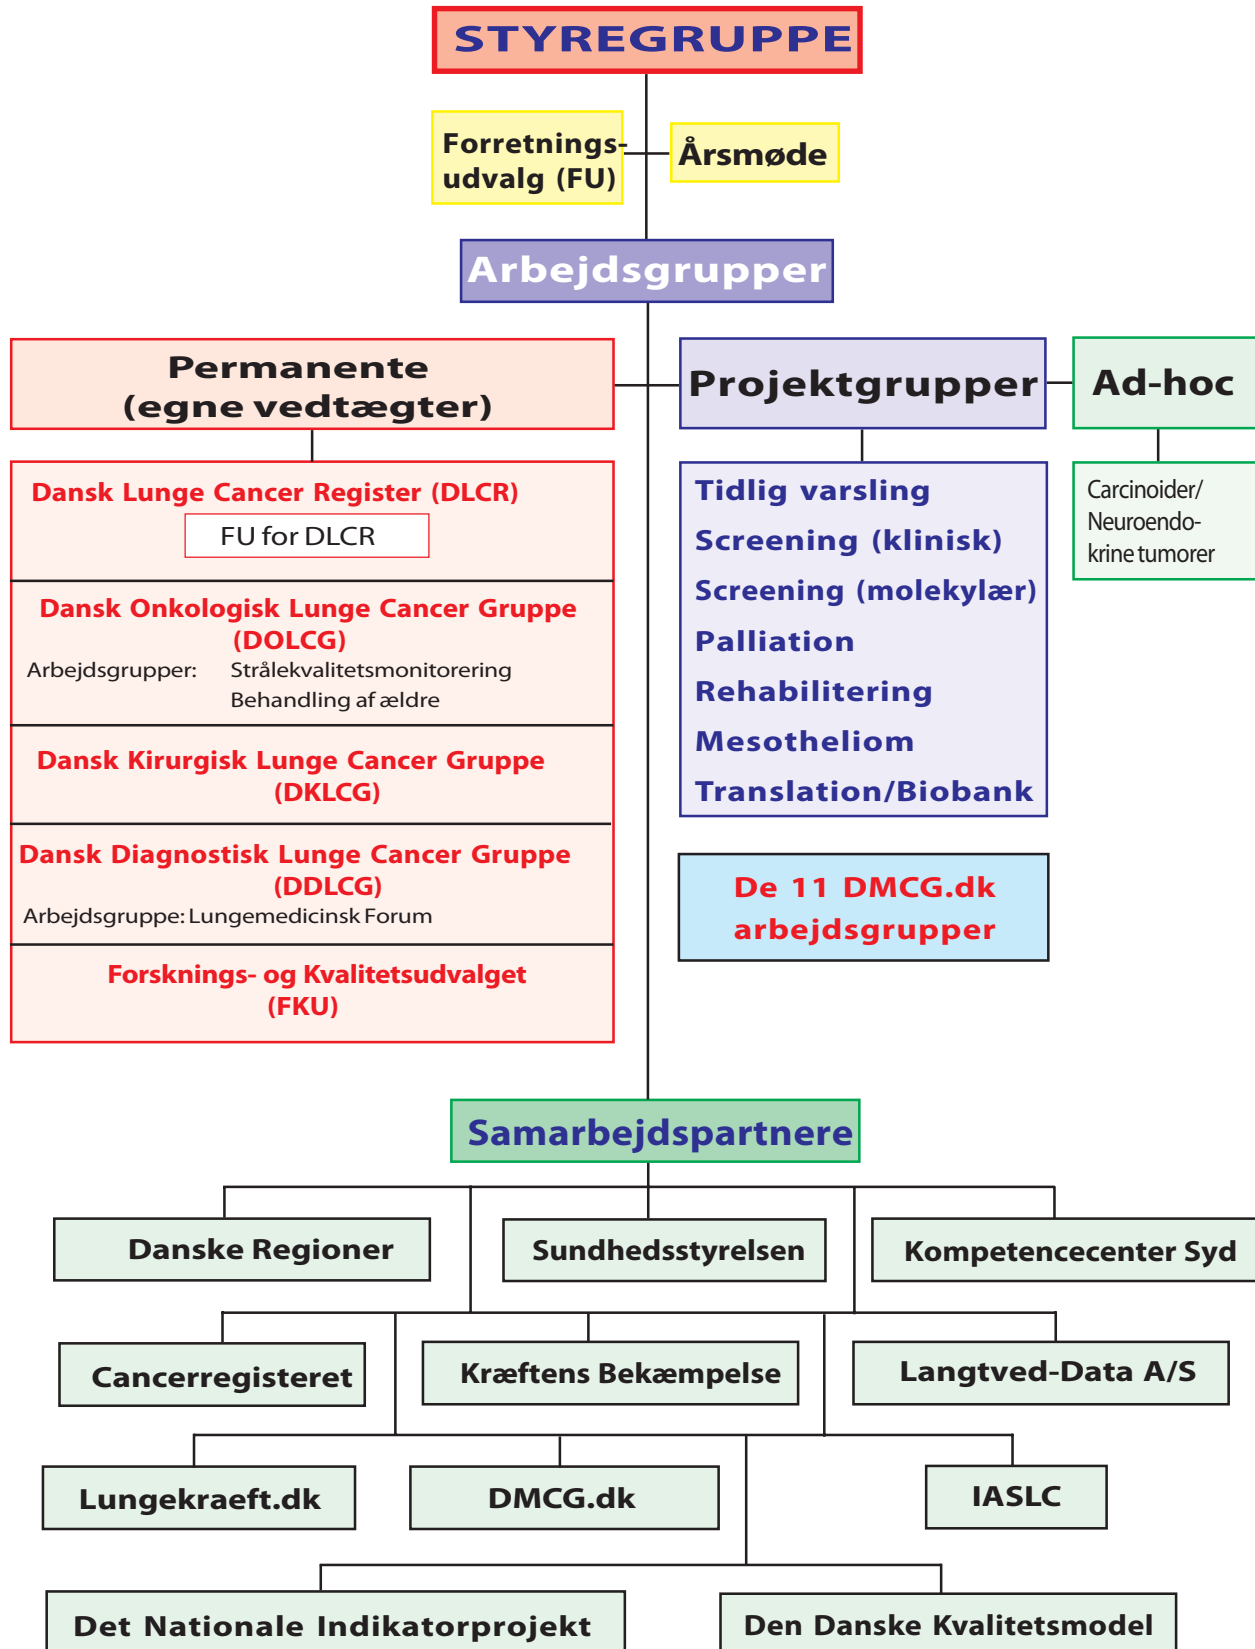 STYREGRUPPE
Forretnings-
udvalg (FU)
Årsmøde
Arbejdsgrupper
Permanente
(egne vedtægter)
Projektgrupper
Ad-hoc
Dansk Lunge Cancer Register (DLCR)
FU for DLCR
Dansk Onkologisk Lunge Cancer Gruppe
(DOLCG)
Arbejdsgrupper: Strålekvalitetsmonitorering
Behandling af ældre
Dansk Kirurgisk Lunge Cancer Gruppe
(DKLCG)
Dansk Diagnostisk Lunge Cancer Gruppe
(DDLCG)
Arbejdsgruppe: Lungemedicinsk Forum
Forsknings- og Kvalitetsudvalget
(FKU)
Tidlig varsling
Screening (klinisk)
Screening (molekylær)
Palliation
Rehabilitering
Mesotheliom
Translation/Biobank
Carcinoider/
Neuroendo-
krine tumorer
De 11 DMCG.dk
arbejdsgrupper
Samarbejdspartnere
Danske Regioner
Sundhedsstyrelsen
Kompetencecenter Syd
Cancerregisteret
Kræftens Bekæmpelse
Langtved-Data A/S
Lungekraeft.dk
DMCG.dk
IASLC
Det Nationale Indikatorprojekt
Den Danske Kvalitetsmodel